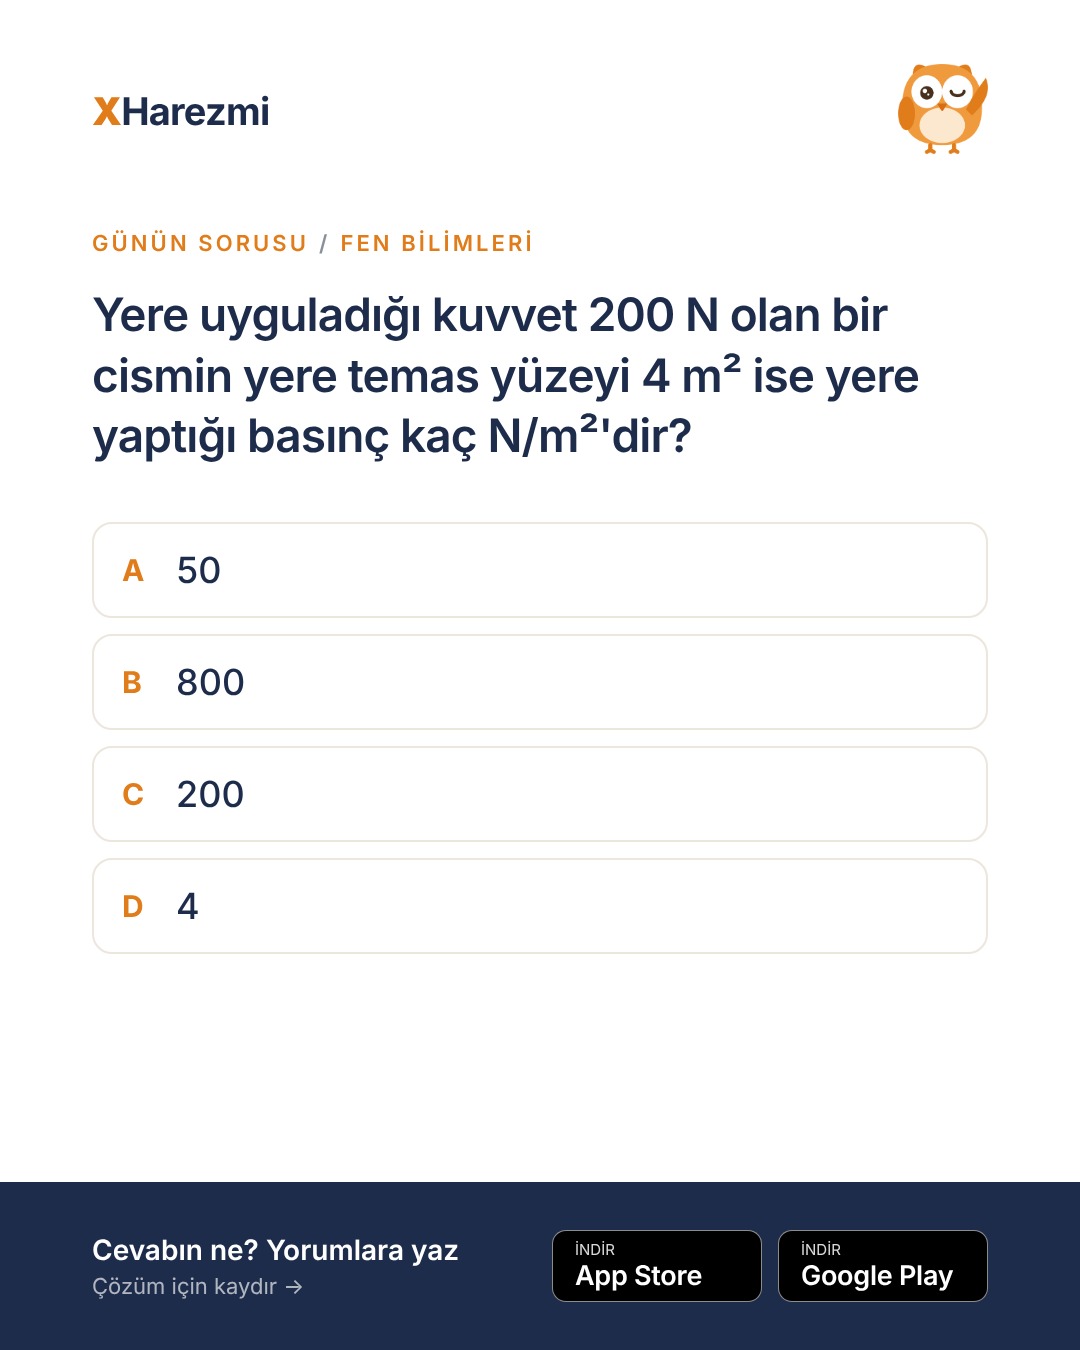 XHarezmi
GÜNÜN SORUSU / FEN BİLİMLERİ
Yere uyguladığı kuvvet 200 N olan bir
cismin yere temas yüzeyi 4 m² ise yere
yaptığı basınç kaç N/m²'dir?
A 50
B 800
C 200
D 4
Cevabın ne? Yorumlara yaz
Çözüm için kaydır →
İNDİR
App Store
İNDİR
Google Play